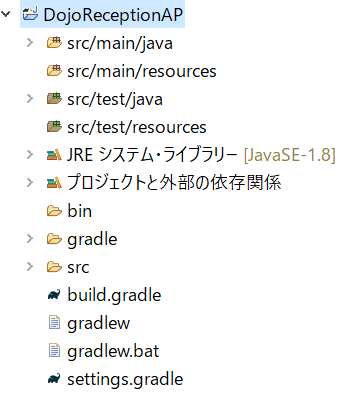 DojoReceptionAP
src/main/java
src/main/resources
src/test/java
src/test/resources
JRE システム・ライブラリー [JavaSE-1.8]
プロジェクトと外部の依存関係
bin
gradle
src
build.gradle
gradlew
gradlew.bat
settings.gradle